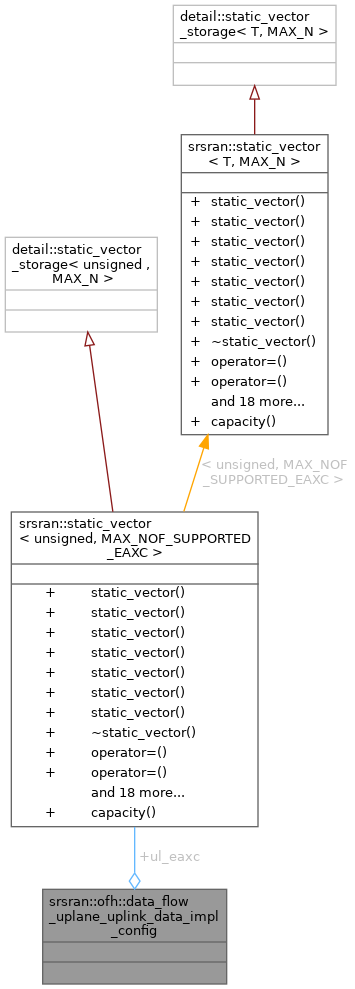 detail::static_vector
_storage< T, MAX_N >
srsran::static_vector
< T, MAX_N >
+ static_vector()
+ static_vector()
+ static_vector()
+ static_vector()
+ static_vector()
+ static_vector()
+ static_vector()
+ ~static_vector()
+ operator=()
+ operator=()
and 18 more...
+ capacity()
detail::static_vector
_storage< unsigned ,
MAX_N >
< unsigned, MAX_NOF
_SUPPORTED_EAXC >
srsran::static_vector
< unsigned, MAX_NOF_SUPPORTED
_EAXC >
+ static_vector()
+ static_vector()
+ static_vector()
+ static_vector()
+ static_vector()
+ static_vector()
+ static_vector()
+ ~static_vector()
+ operator=()
+ operator=()
and 18 more...
+ capacity()
+ul_eaxc
srsran::ofh::data_flow
_uplane_uplink_data_impl
_config